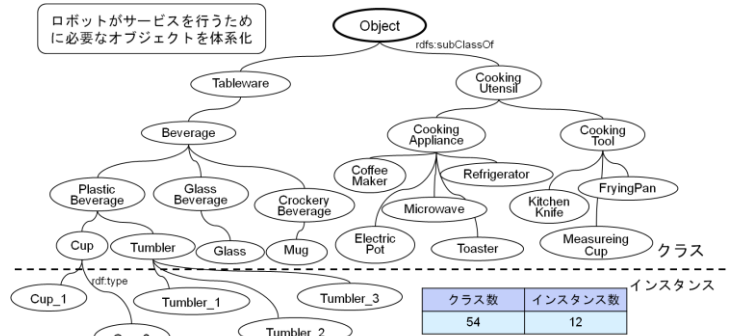 ロボットがサービスを行うため
に必要なオブジェクトを体系化
Object
rdfs:subClassOf
Tableware
Cooking
Utensil
Beverage
Cooking
Appliance
Cooking
Tool
Coffee
Maker
Refrigerator
Plastic
Beverage
Glass
Beverage
Crockery
Beverage
Microwave
Kitchen
Knife
FryingPan
Cup
Tumbler
Glass
Mug
Electric
Pot
Toaster
Measureing
Cup
クラス
rdf:type
インスタンス
Cup_1
Tumbler_1
Tumbler_3
Tumbler_2
クラス数
インスタンス数
54
12